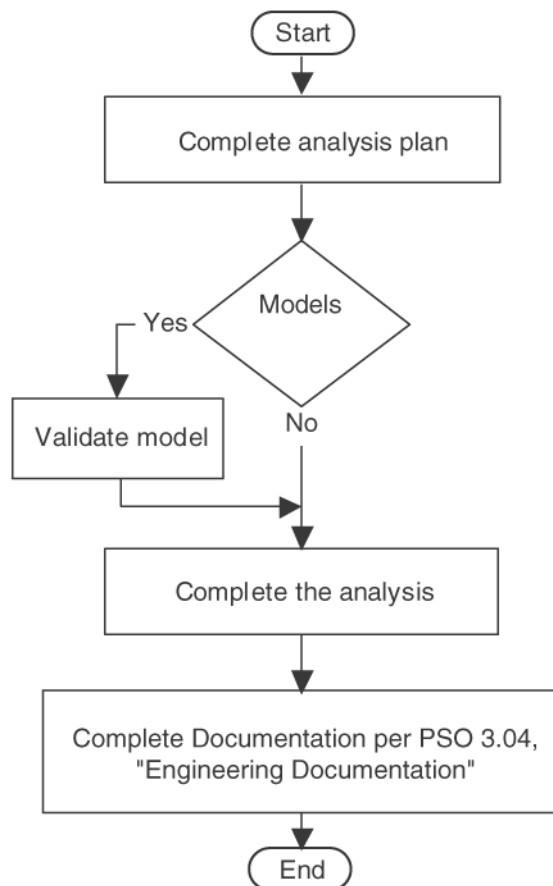 Start
Complete analysis plan
Models
Yes
Validate model
No
Complete the analysis
Complete Documentation per PSO 3.04,
"Engineering Documentation"
End